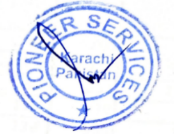 PIONEER SERVICES
Karachi
Pakistan